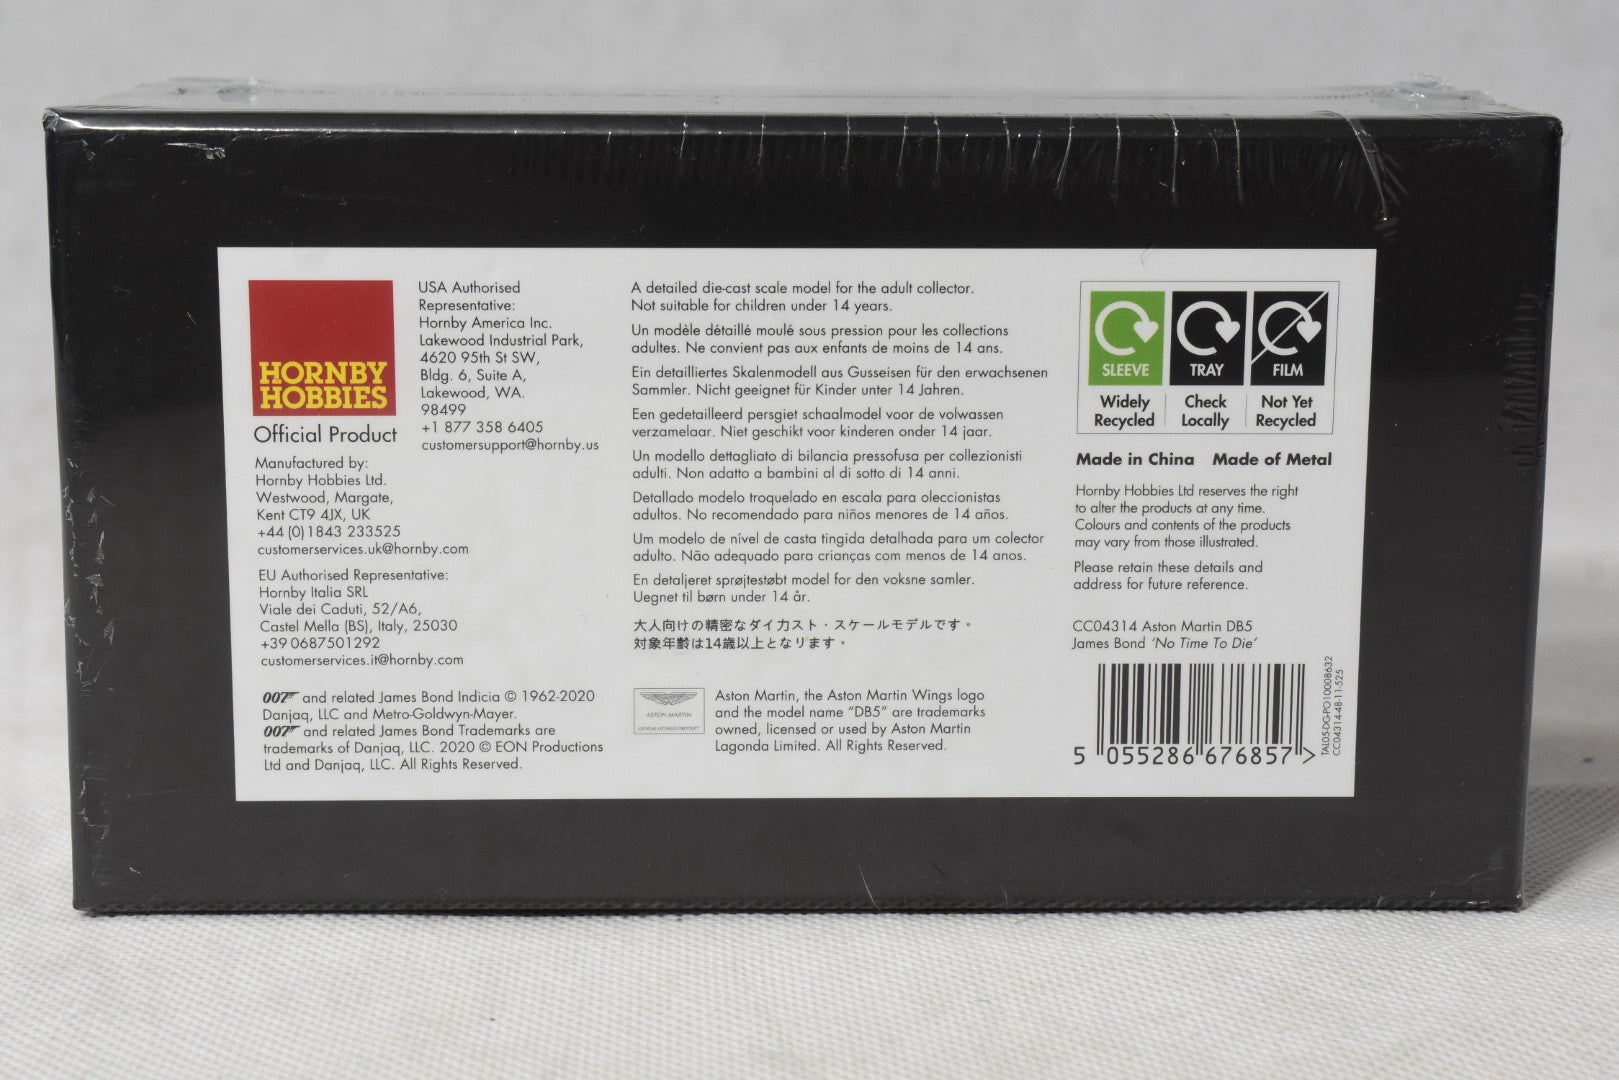 HORNBY
HOBBIES
Official Product
Manufactured by:
Hornby Hobbies Ltd.
Westwood, Margate,
Kent CT9 4JX, UK
+44 (0)1843 233525
customerservices.uk@hornby.com
EU Authorised Representative:
Hornby Italia SRL
Viale dei Caduti, 52/A6,
Castel Mella (BS), Italy, 25030
+39 0687501292
customerservices.it@hornby.com
USA Authorised
Representative:
Hornby America Inc.
Lakewood Industrial Park,
4620 95th St SW,
Bldg. 6, Suite A,
Lakewood, WA.
98499
+1 877 358 6405
customersupport@hornby.us
007 and related James Bond Indicia © 1962-2020
Danjaq, LLC and Metro-Goldwyn-Mayer.
007 and related James Bond Trademarks are
trademarks of Danjaq, LLC. 2020 © EON Productions
Ltd and Danjaq, LLC. All Rights Reserved.
A detailed die-cast scale model for the adult collector.
Not suitable for children under 14 years.
Un modèle détaillé moulé sous pression pour les collections
adultes. Ne convient pas aux enfants de moins de 14 ans.
Ein detailliertes Skalenmodell aus Gusseisen für den erwachsenen
Sammler. Nicht geeignet für Kinder unter 14 Jahren.
Een gedetailleerd persgiet schaalmodel voor de volwassen
verzamelaar. Niet geschikt voor kinderen onder 14 jaar.
Un modello dettagliato di bilancia pressofusa per collezionisti
adulti. Non adatto a bambini al di sotto di 14 anni.
Detallado modelo troquelado en escala para oleccionistas
adultos. No recomendado para niños menores de 14 años.
Um modelo de nível de casta tingida detalhada para um colector
adulto. Não adequado para crianças com menos de 14 anos.
En detaljeret sprøjtestøbt model for den voksne samler.
Uegnet til børn under 14 år.
大人向けの精密なダイカスト・スケールモデルです。
対象年齢は14歳以上となります。
ASTON MARTIN
OFFICIAL LICENSED PRODUCT
Aston Martin, the Aston Martin Wings logo
and the model name “DB5” are trademarks
owned, licensed or used by Aston Martin
Lagonda Limited. All Rights Reserved.
SLEEVE TRAY FILM
Widely Check Not Yet
Recycled Locally Recycled
Made in China Made of Metal
Hornby Hobbies Ltd reserves the right
to alter the products at any time.
Colours and contents of the products
may vary from those illustrated.
Please retain these details and
address for future reference.
CC04314 Aston Martin DB5
James Bond ‘No Time To Die’
5 055286 676857 >
TAL05-DG-PO10008632
CC04314-48-11-525